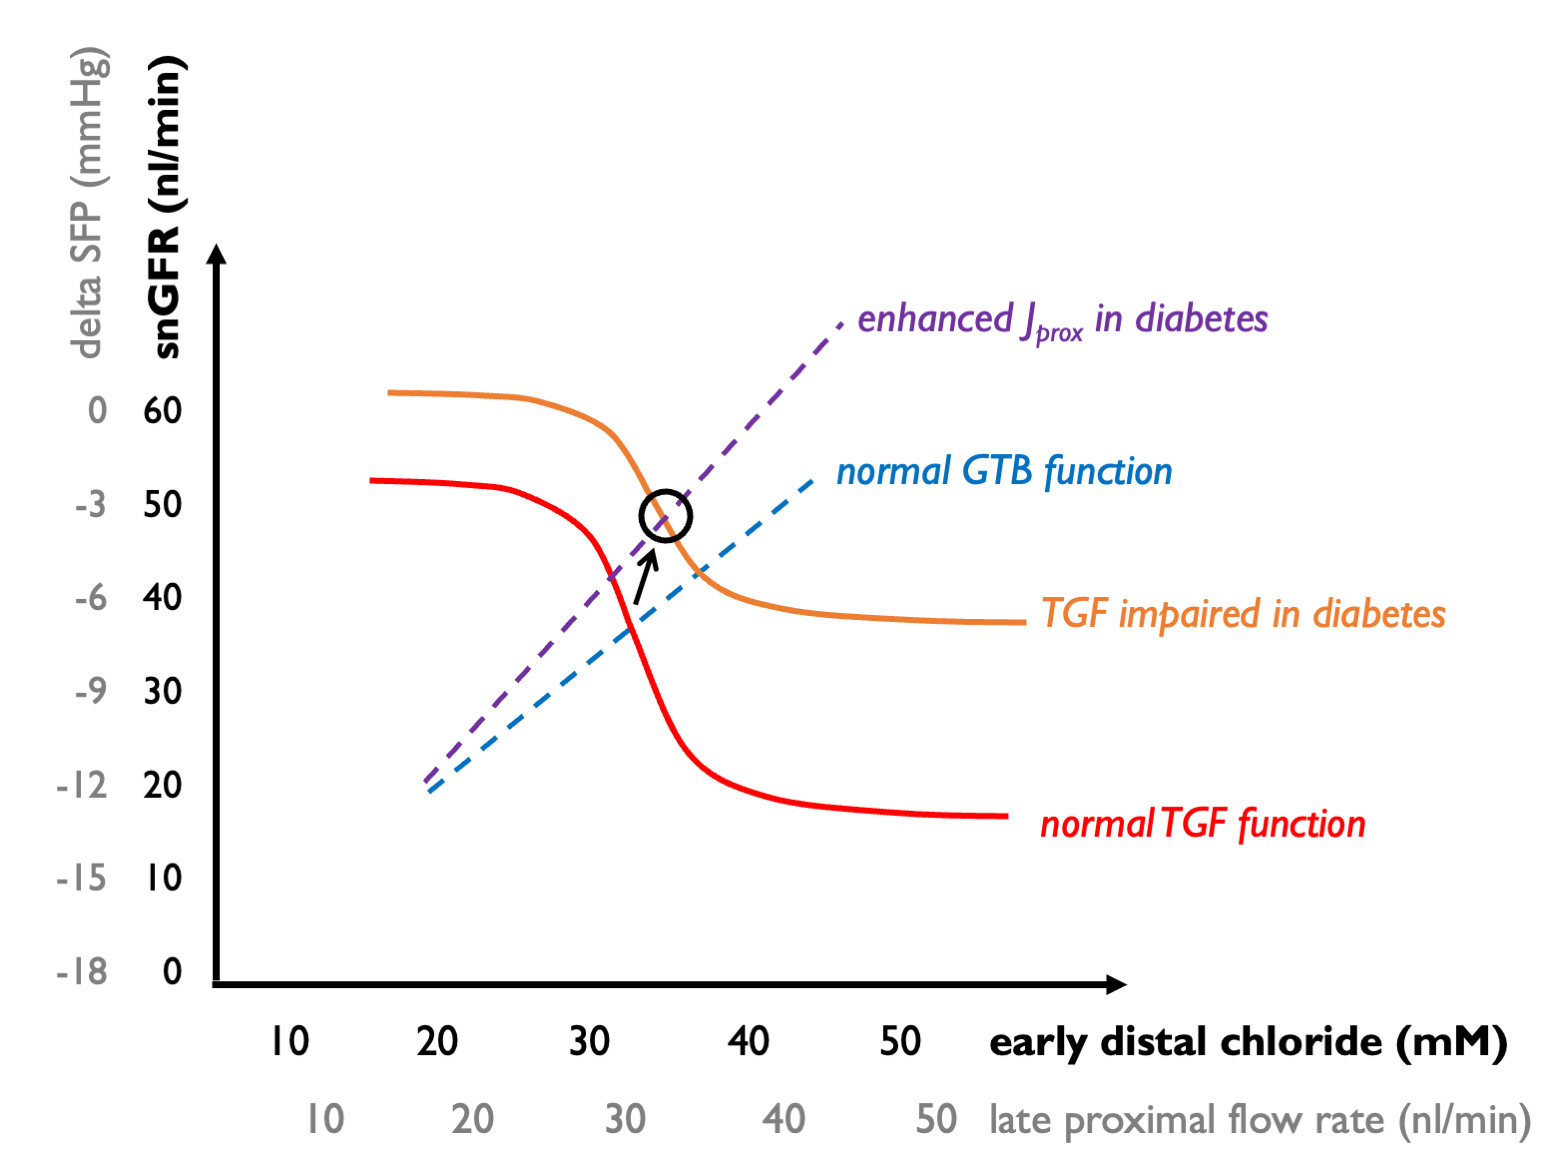 delta SFP (mmHg)
snGFR (nl/min)
enhanced Jprox in diabetes
0 60
normal GTB function
-3 50
-6 40
TGF impaired in diabetes
-9 30
-12 20
normal TGF function
-15 10
-18 0
10 20 30 40 50 early distal chloride (mM)
10 20 30 40 50 late proximal flow rate (nl/min)